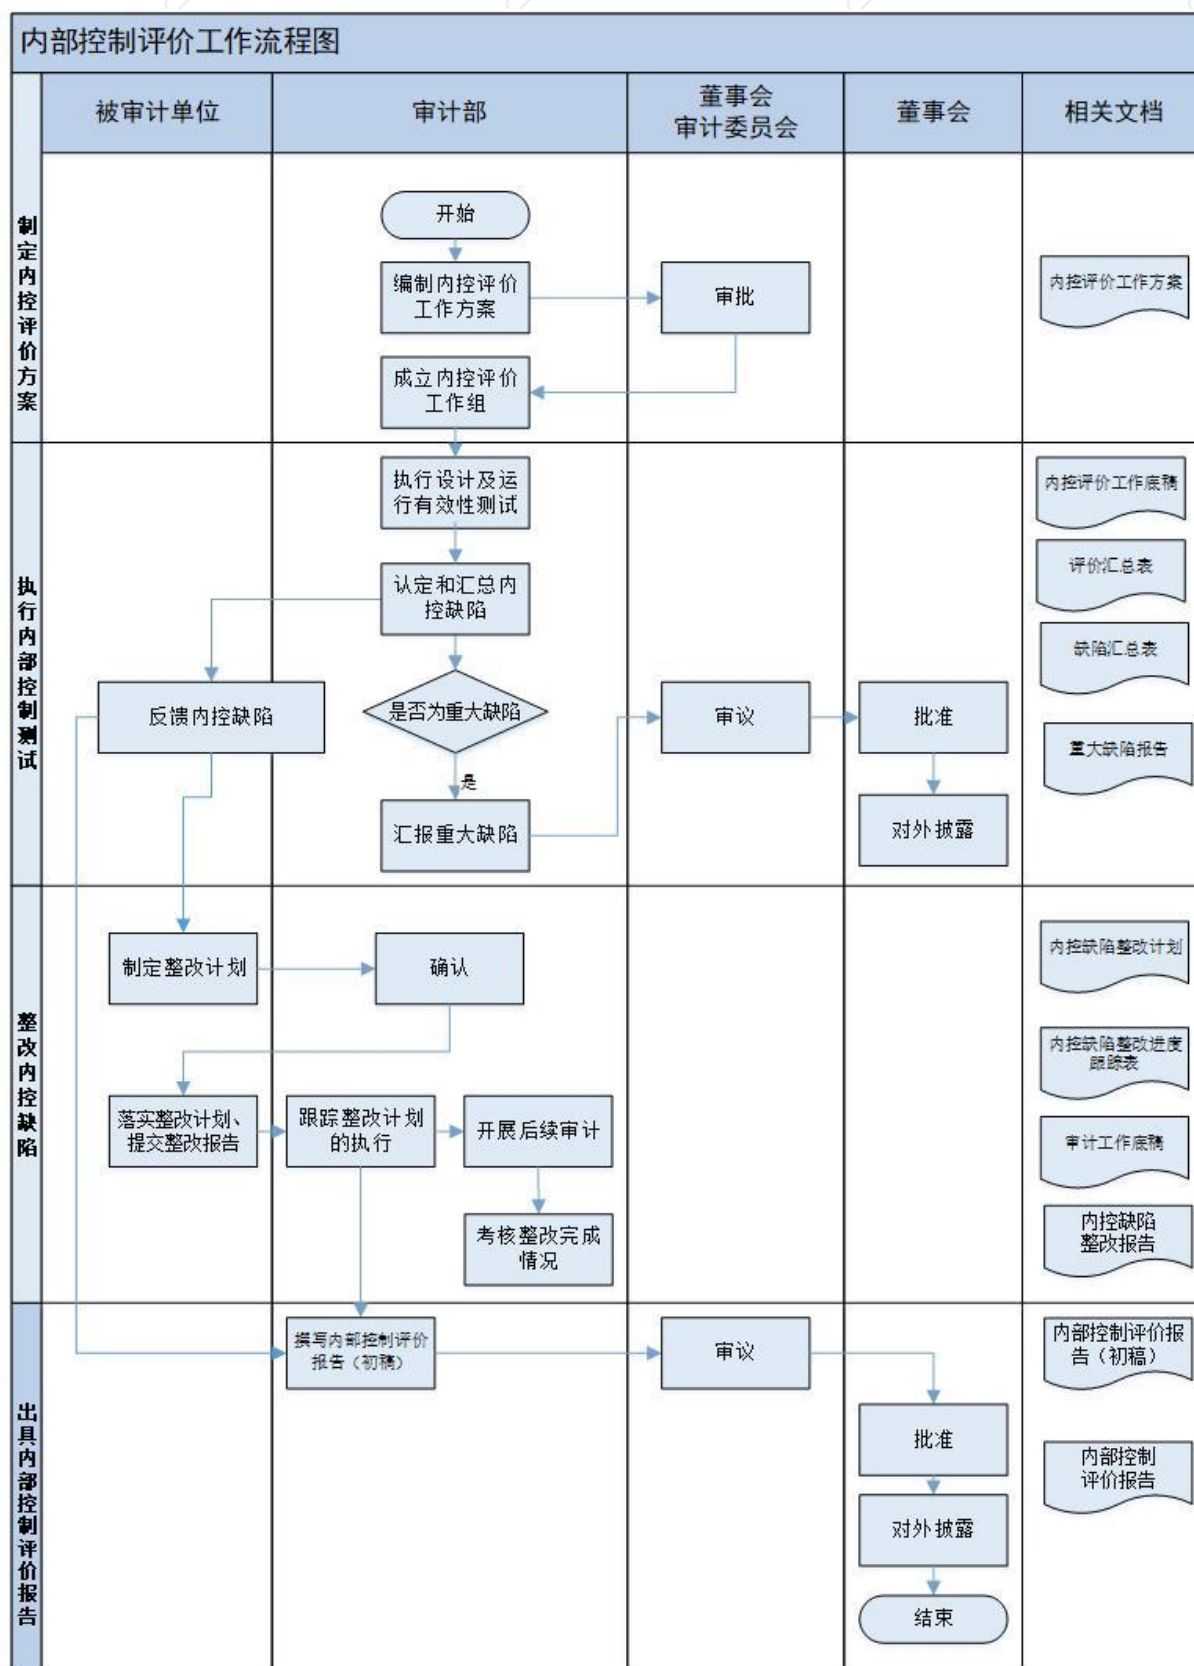 内部控制评价工作流程图
被审计单位
审计部
董事会
审计委员会
董事会
相关文档
制定内控评价方案
开始
编制内控评价
工作方案
审批
内控评价工作方案
成立内控评价
工作组
执行内部控制测试
执行设计及运
行有效性测试
内控评价工作底稿
认定和汇总内
控缺陷
评价汇总表
缺陷汇总表
反馈内控缺陷
是否为重大缺陷
审议
批准
重大缺陷报告
是
汇报重大缺陷
对外披露
整改内控缺陷
制定整改计划
确认
内控缺陷整改计划
内控缺陷整改进度
跟踪表
落实整改计划、
提交整改报告
跟踪整改计划
的执行
开展后续审计
审计工作底稿
考核整改完成
情况
内控缺陷
整改报告
出具内部控制评价报告
撰写内部控制评价
报告（初稿）
审议
内部控制评价报
告（初稿）
批准
内部控制
评价报告
对外披露
结束